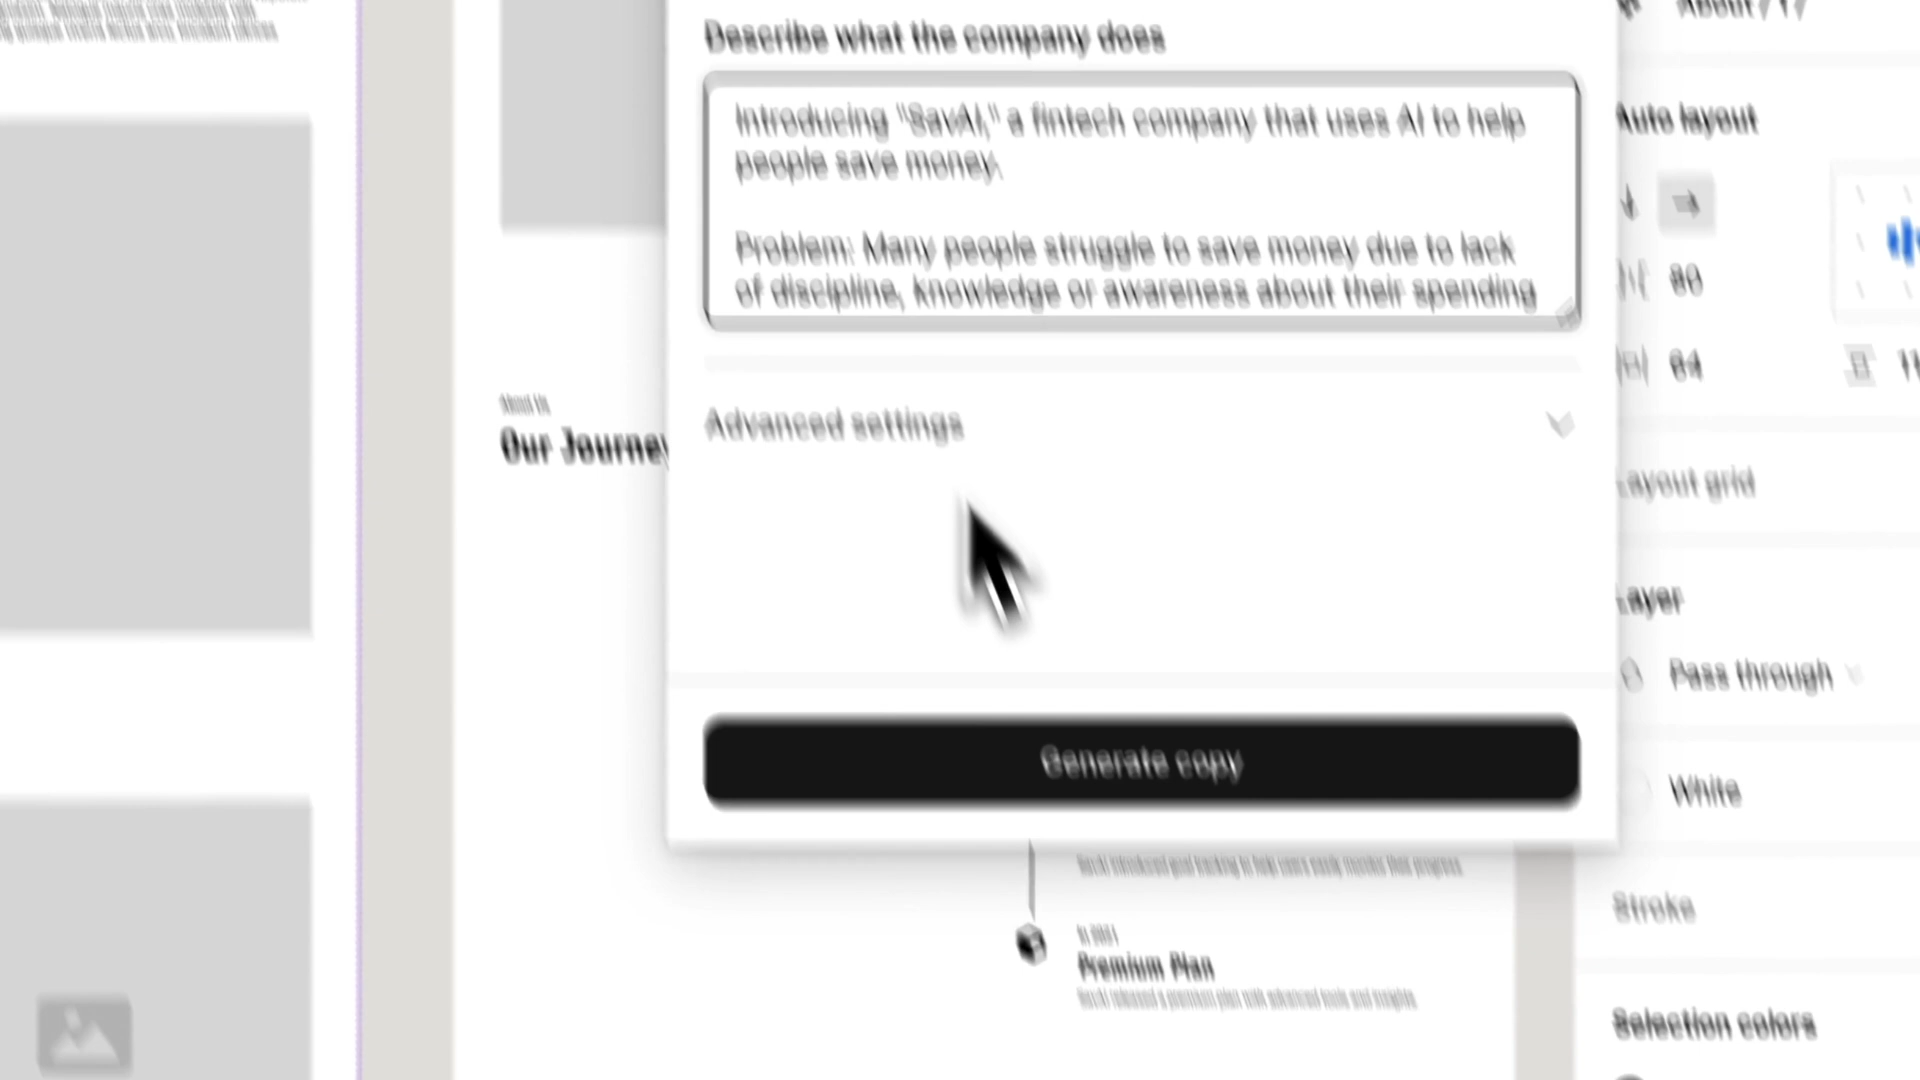 Describe what the company does
Introducing "SavAI," a fintech company that uses AI to help
people save money.
Problem: Many people struggle to save money due to lack
of discipline, knowledge or awareness about their spending
Advanced settings
Generate copy
Our Journey
Premium Plan
About / 17
Auto layout
80
64
Layout grid
Layer
Pass through
White
Stroke
Selection colors